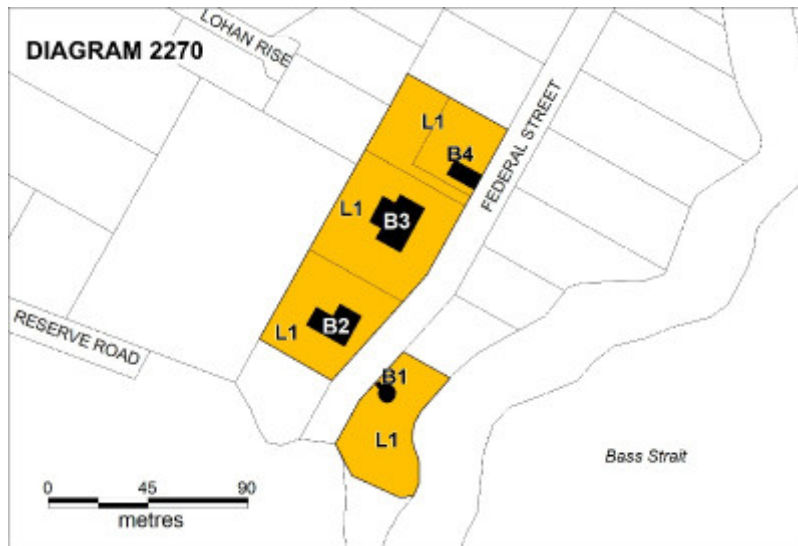 LOHAN RISE
DIAGRAM 2270
FEDERAL STREET
L1
B4
L1
B3
RESERVE ROAD
L1
B2
B1
L1
Bass Strait
0 45 90
metres